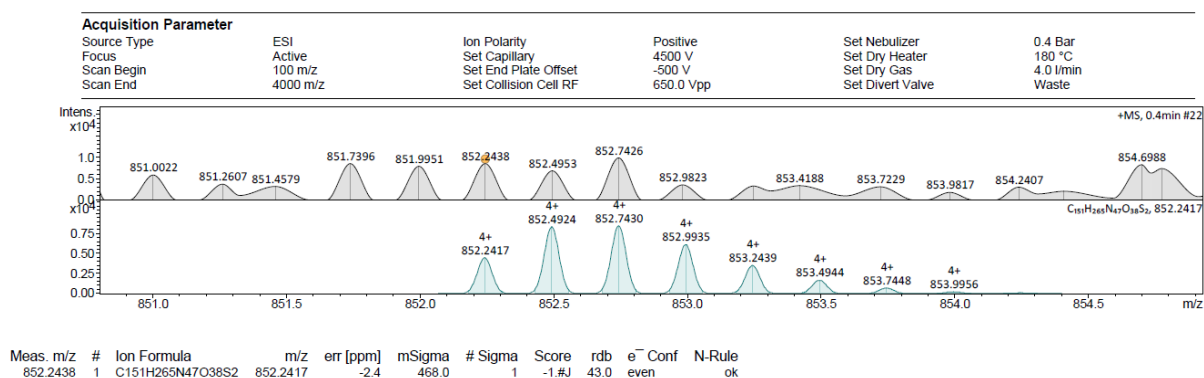 Acquisition Parameter
Source Type ESI Ion Polarity Positive Set Nebulizer 0.4 Bar
Focus Active Set Capillary 4500 V Set Dry Heater 180 °C
Scan Begin 100 m/z Set End Plate Offset -500 V Set Dry Gas 4.0 l/min
Scan End 4000 m/z Set Collision Cell RF 650.0 Vpp Set Divert Valve Waste
Intens. +MS, 0.4min #22
x10⁴
1.0
0.5
0.0
851.0022 851.2607 851.4579 851.7396 851.9951 852.2438 852.4953 852.7426 852.9823 853.4188 853.7229 853.9817 854.2407 854.6988
x10⁴ C₁₅₁H₂₆₅N₄₇O₃₈S₂, 852.2417
1.00
0.75
0.50
0.25
0.00
4+ 4+ 4+ 4+ 4+ 4+ 4+ 4+
852.2417 852.4924 852.7430 852.9935 853.2439 853.4944 853.7448 853.9956
851.0 851.5 852.0 852.5 853.0 853.5 854.0 854.5 m/z
Meas. m/z # Ion Formula m/z err [ppm] mSigma # Sigma Score rdb e⁻ Conf N-Rule
852.2438 1 C151H265N47O38S2 852.2417 -2.4 468.0 1 -1.#J 43.0 even ok